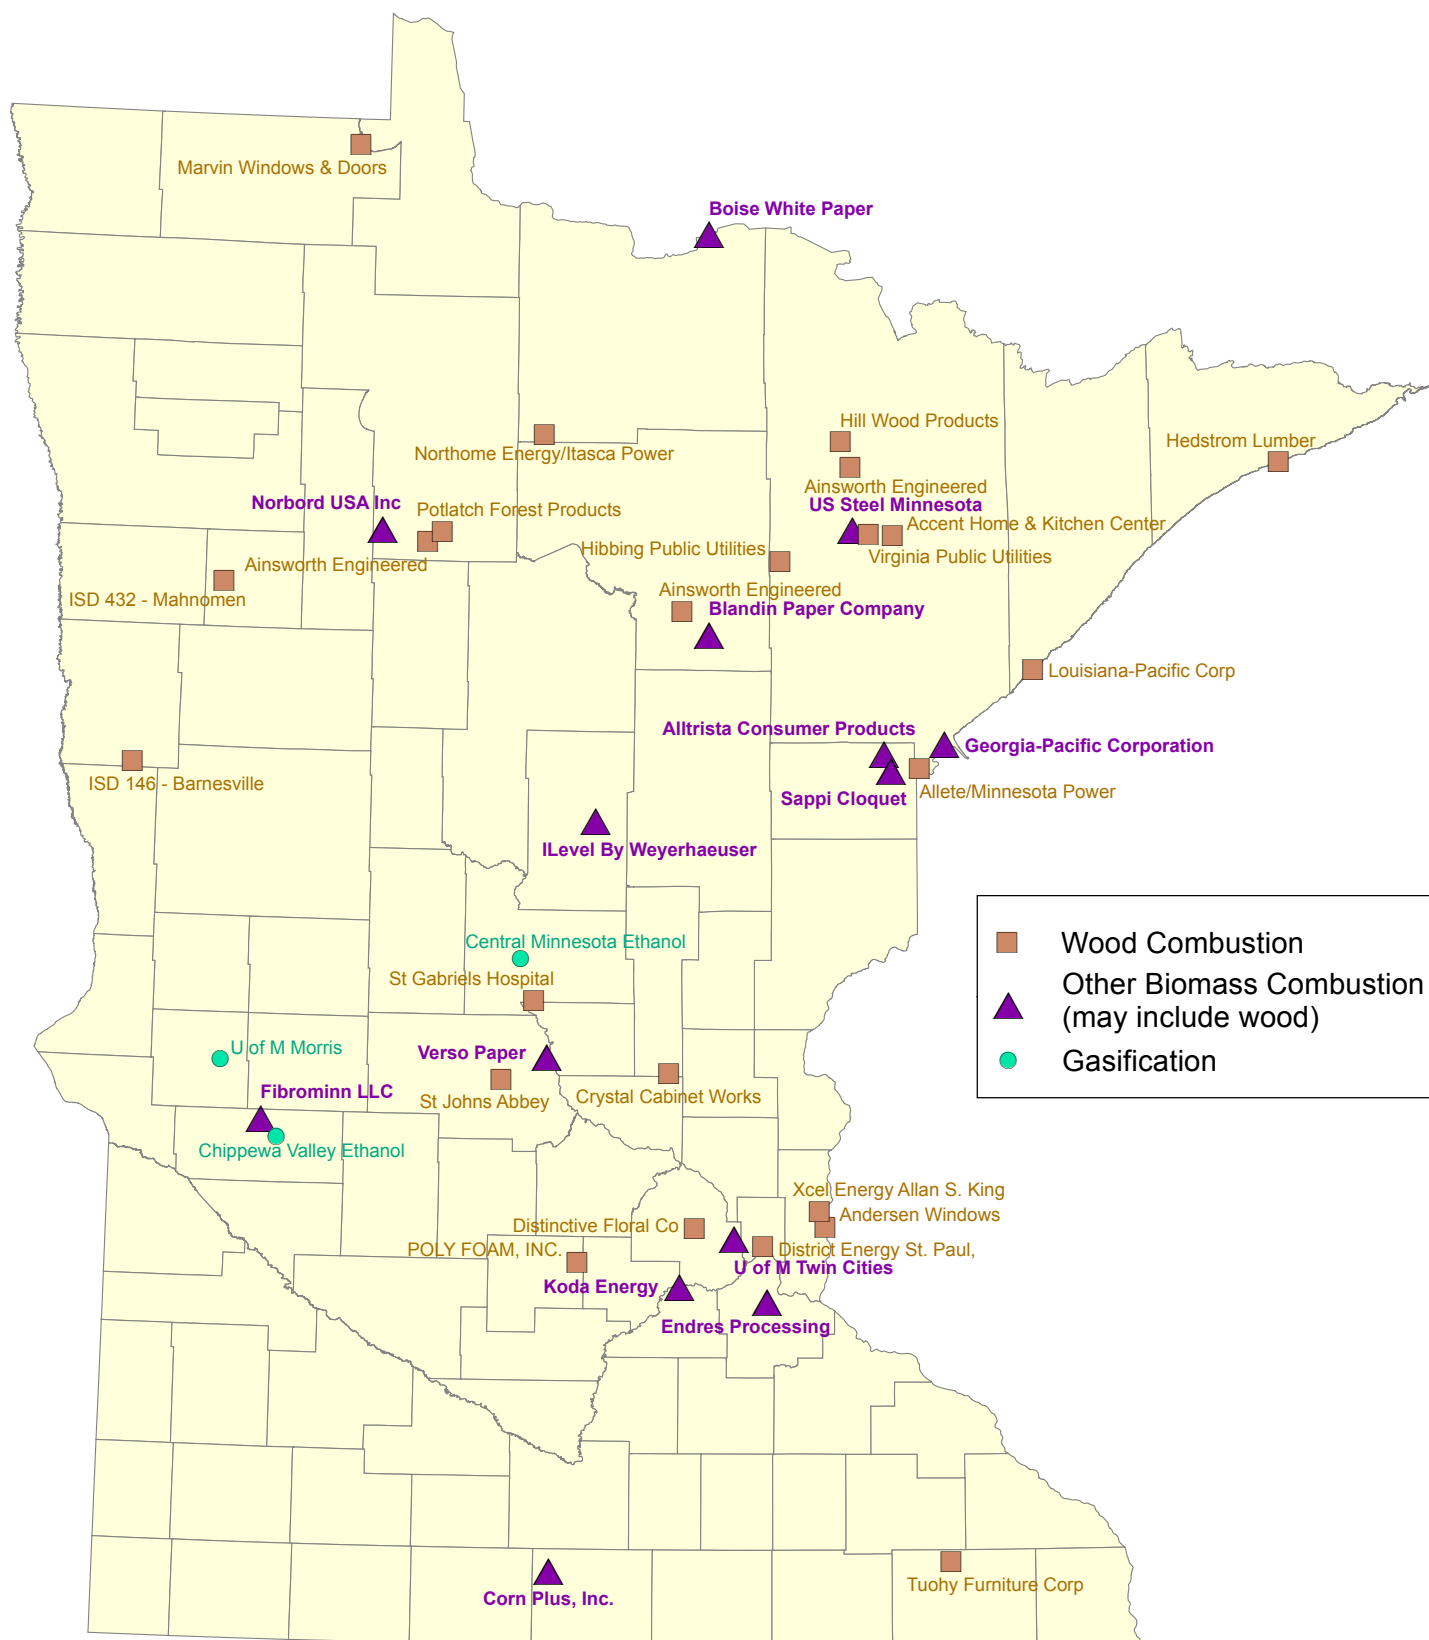 Marvin Windows & Doors
Boise White Paper
Hill Wood Products
Hedstrom Lumber
Northome Energy/Itasca Power
Ainsworth Engineered
Norbord USA Inc
US Steel Minnesota
Potlatch Forest Products
Accent Home & Kitchen Center
Hibbing Public Utilities
Virginia Public Utilities
Ainsworth Engineered
Ainsworth Engineered
ISD 432 - Mahnomen
Blandin Paper Company
Louisiana-Pacific Corp
Alltrista Consumer Products
Georgia-Pacific Corporation
ISD 146 - Barnesville
Allete/Minnesota Power
Sappi Cloquet
ILevel By Weyerhaeuser
Central Minnesota Ethanol
Wood Combustion
St Gabriels Hospital
Other Biomass Combustion
(may include wood)
U of M Morris
Verso Paper
Gasification
Fibrominn LLC
Crystal Cabinet Works
St Johns Abbey
Chippewa Valley Ethanol
Xcel Energy Allan S. King
Andersen Windows
Distinctive Floral Co
POLY FOAM, INC.
District Energy St. Paul,
U of M Twin Cities
Koda Energy
Endres Processing
Tuohy Furniture Corp
Corn Plus, Inc.